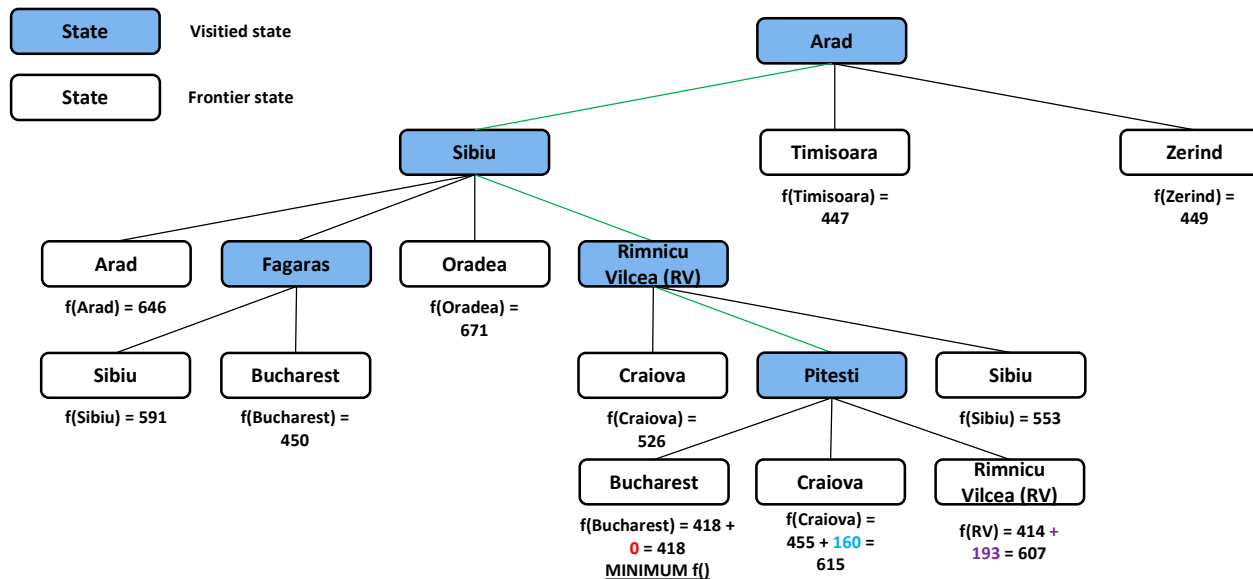 State
Visitied state
Arad
State
Frontier state
Sibiu
Timisoara
Zerind
f(Timisoara) =
447
f(Zerind) =
449
Arad
Fagaras
Oradea
Rimnicu
Vilcea (RV)
f(Arad) = 646
f(Oradea) =
671
Sibiu
Bucharest
Craiova
Pitesti
Sibiu
f(Sibiu) = 591
f(Bucharest) =
450
f(Craiova) =
526
f(Sibiu) = 553
Bucharest
Craiova
Rimnicu
Vilcea (RV)
f(Bucharest) = 418 +
0 = 418
MINIMUM f()
f(Craiova) =
455 + 160 =
615
f(RV) = 414 +
193 = 607